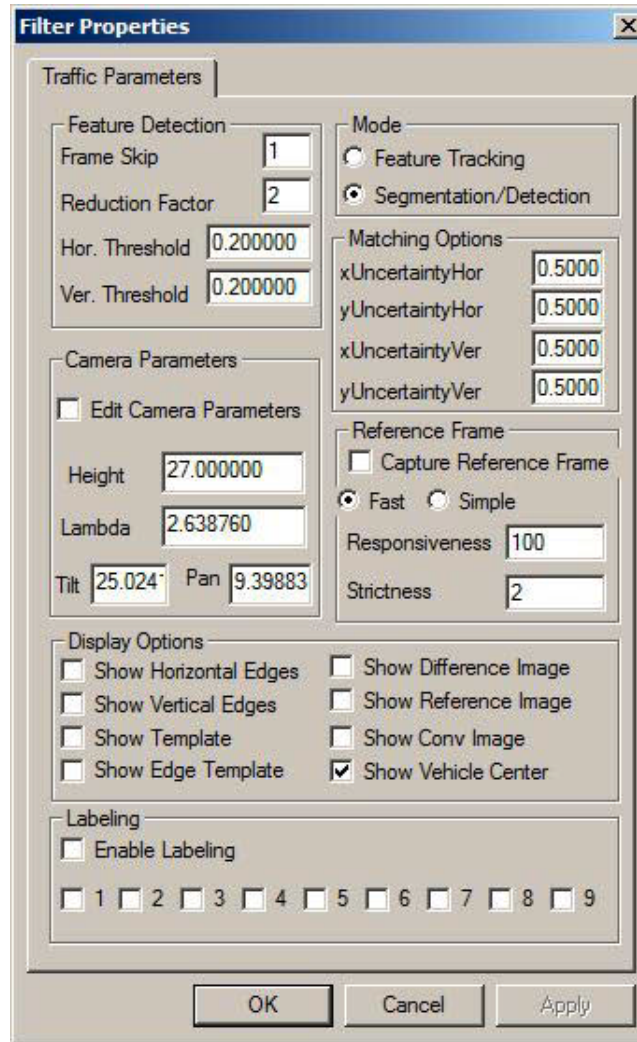 Filter Properties
Traffic Parameters
Feature Detection
Frame Skip 1
Reduction Factor 2
Hor. Threshold 0.200000
Ver. Threshold 0.200000
Mode
Feature Tracking
Segmentation/Detection
Matching Options
xUncertaintyHor 0.5000
yUncertaintyHor 0.5000
xUncertaintyVer 0.5000
yUncertaintyVer 0.5000
Camera Parameters
Edit Camera Parameters
Height 27.000000
Lambda 2.638760
Tilt 25.0241 Pan 9.39883
Reference Frame
Capture Reference Frame
Fast Simple
Responsiveness 100
Strictness 2
Display Options
Show Horizontal Edges
Show Vertical Edges
Show Template
Show Edge Template
Show Difference Image
Show Reference Image
Show Conv Image
Show Vehicle Center
Labeling
Enable Labeling
1 2 3 4 5 6 7 8 9
OK Cancel Apply